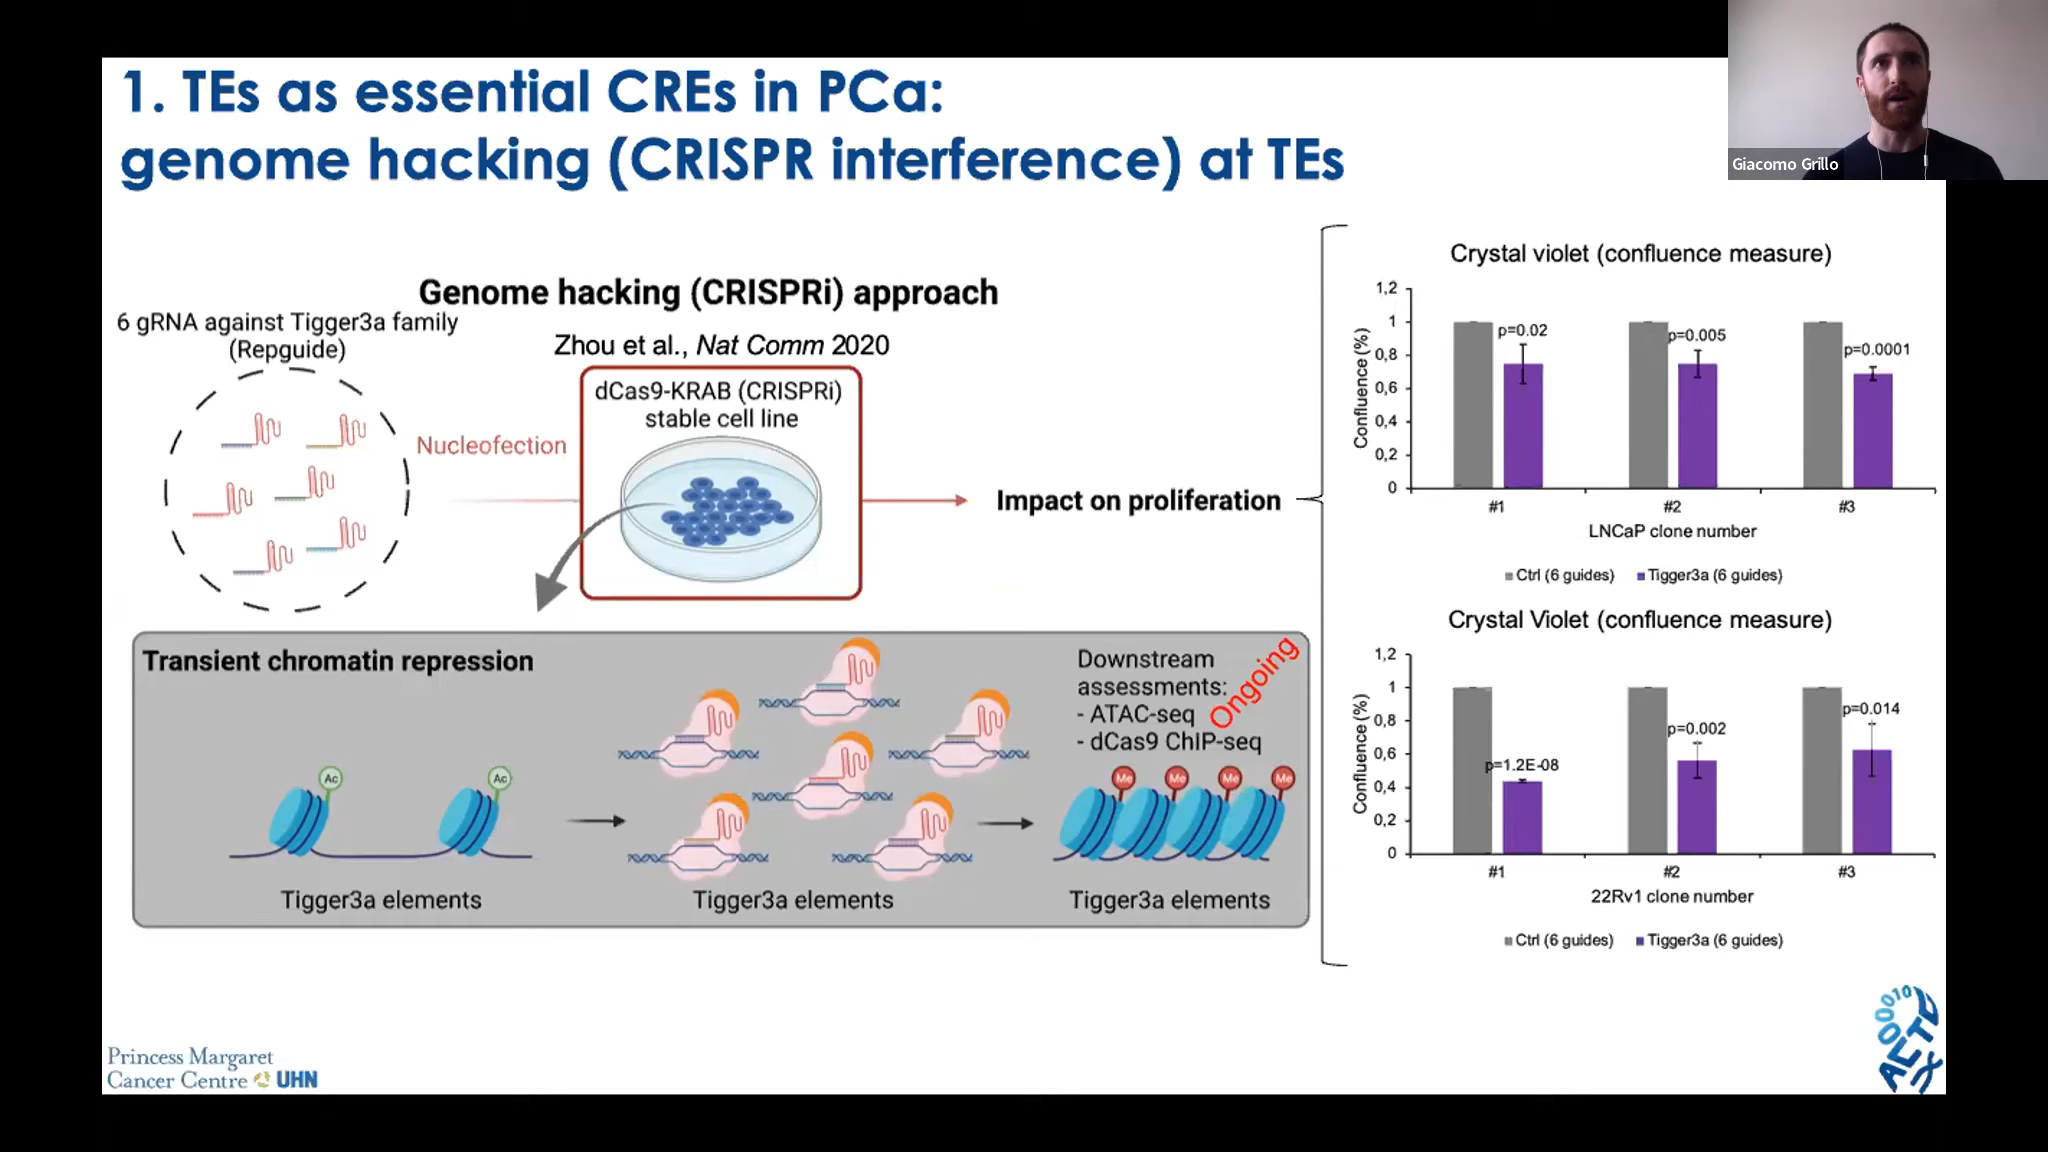 1. TEs as essential CREs in PCa:
genome hacking (CRISPR interference) at TEs
Giacomo Grillo
Genome hacking (CRISPRi) approach
Zhou et al., Nat Comm 2020
6 gRNA against Tigger3a family
(Repguide)
Nucleofection
dCas9-KRAB (CRISPRi)
stable cell line
Impact on proliferation
Transient chromatin repression
Ac
Ac
Tigger3a elements
Tigger3a elements
Downstream
assessments:
- ATAC-seq
- dCas9 ChIP-seq
Ongoing
Me
Me
Me
Me
Tigger3a elements
Crystal violet (confluence measure)
Confluence (%)
1,2
1
0,8
0,6
0,4
0,2
0
p=0.02
p=0.005
p=0.0001
#1
#2
#3
LNCaP clone number
Ctrl (6 guides)
Tigger3a (6 guides)
Crystal Violet (confluence measure)
Confluence (%)
1,2
1
0,8
0,6
0,4
0,2
0
p=1.2E-08
p=0.002
p=0.014
#1
#2
#3
22Rv1 clone number
Ctrl (6 guides)
Tigger3a (6 guides)
Princess Margaret
Cancer Centre UHN